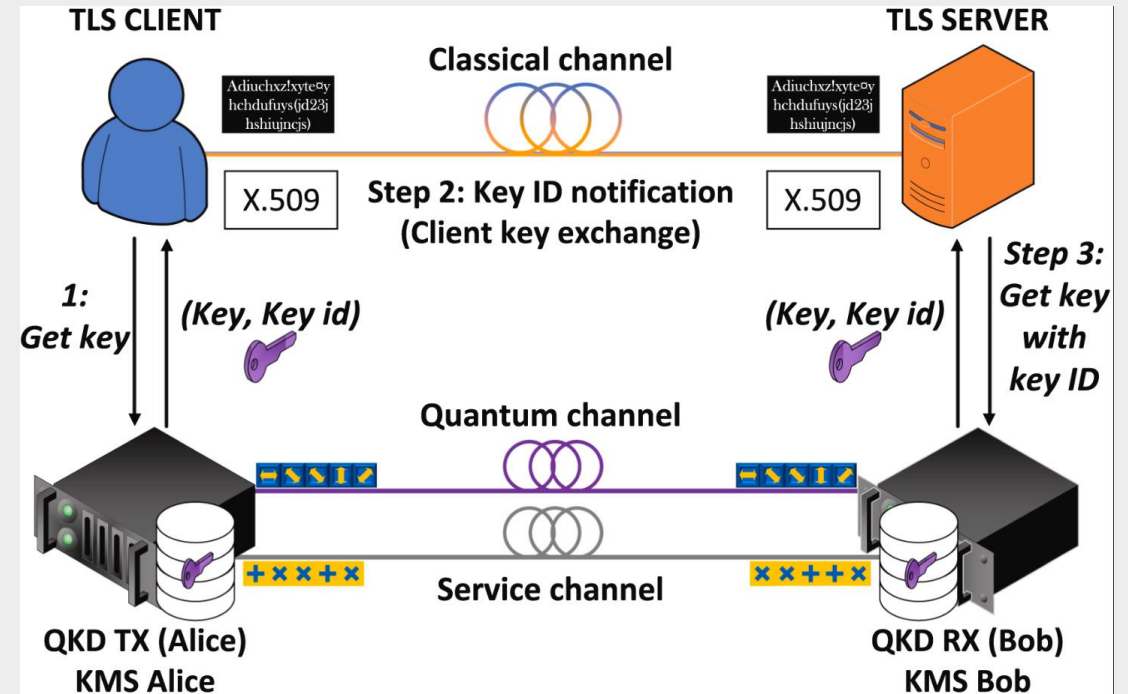 TLS CLIENT
TLS SERVER
Classical channel
Adiuchxz!xyte¤y
hchdufuys(jd23j
hshiujncjs)
Adiuchxz!xyte¤y
hchdufuys(jd23j
hshiujncjs)
X.509
Step 2: Key ID notification
(Client key exchange)
X.509
1:
Get key
(Key, Key id)
(Key, Key id)
Step 3:
Get key
with
key ID
Quantum channel
+××+×
××++×
Service channel
QKD TX (Alice)
KMS Alice
QKD RX (Bob)
KMS Bob